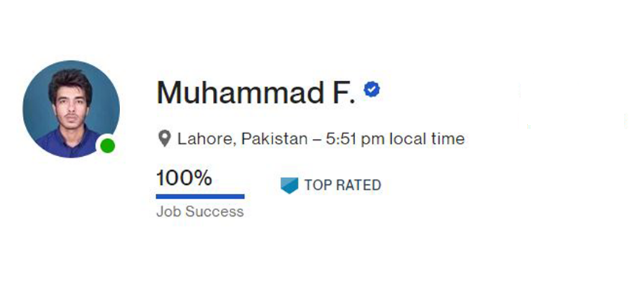 Muhammad F.
Lahore, Pakistan – 5:51 pm local time
100%
TOP RATED
Job Success